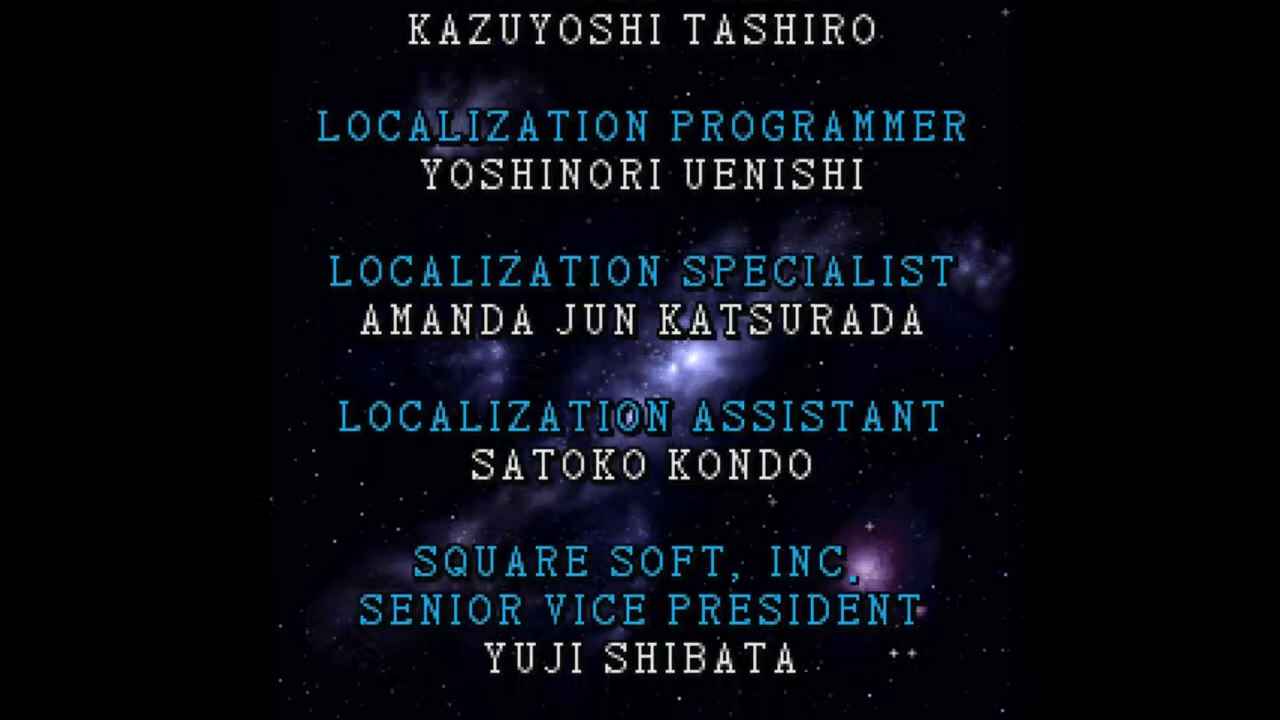 KAZUYOSHI TASHIRO
LOCALIZATION PROGRAMMER
YOSHINORI UENISHI
LOCALIZATION SPECIALIST
AMANDA JUN KATSURADA
LOCALIZATION ASSISTANT
SATOKO KONDO
SQUARE SOFT, INC.
SENIOR VICE PRESIDENT
YUJI SHIBATA